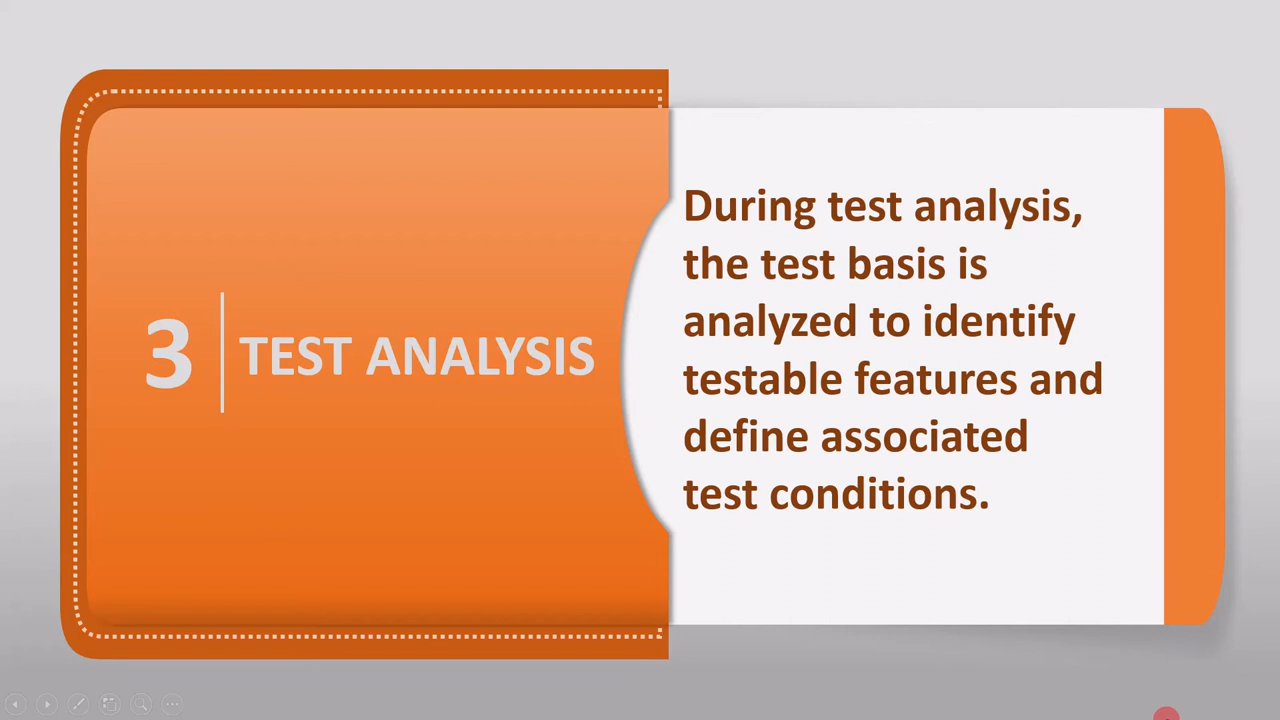 3
TEST ANALYSIS
During test analysis,
the test basis is
analyzed to identify
testable features and
define associated
test conditions.